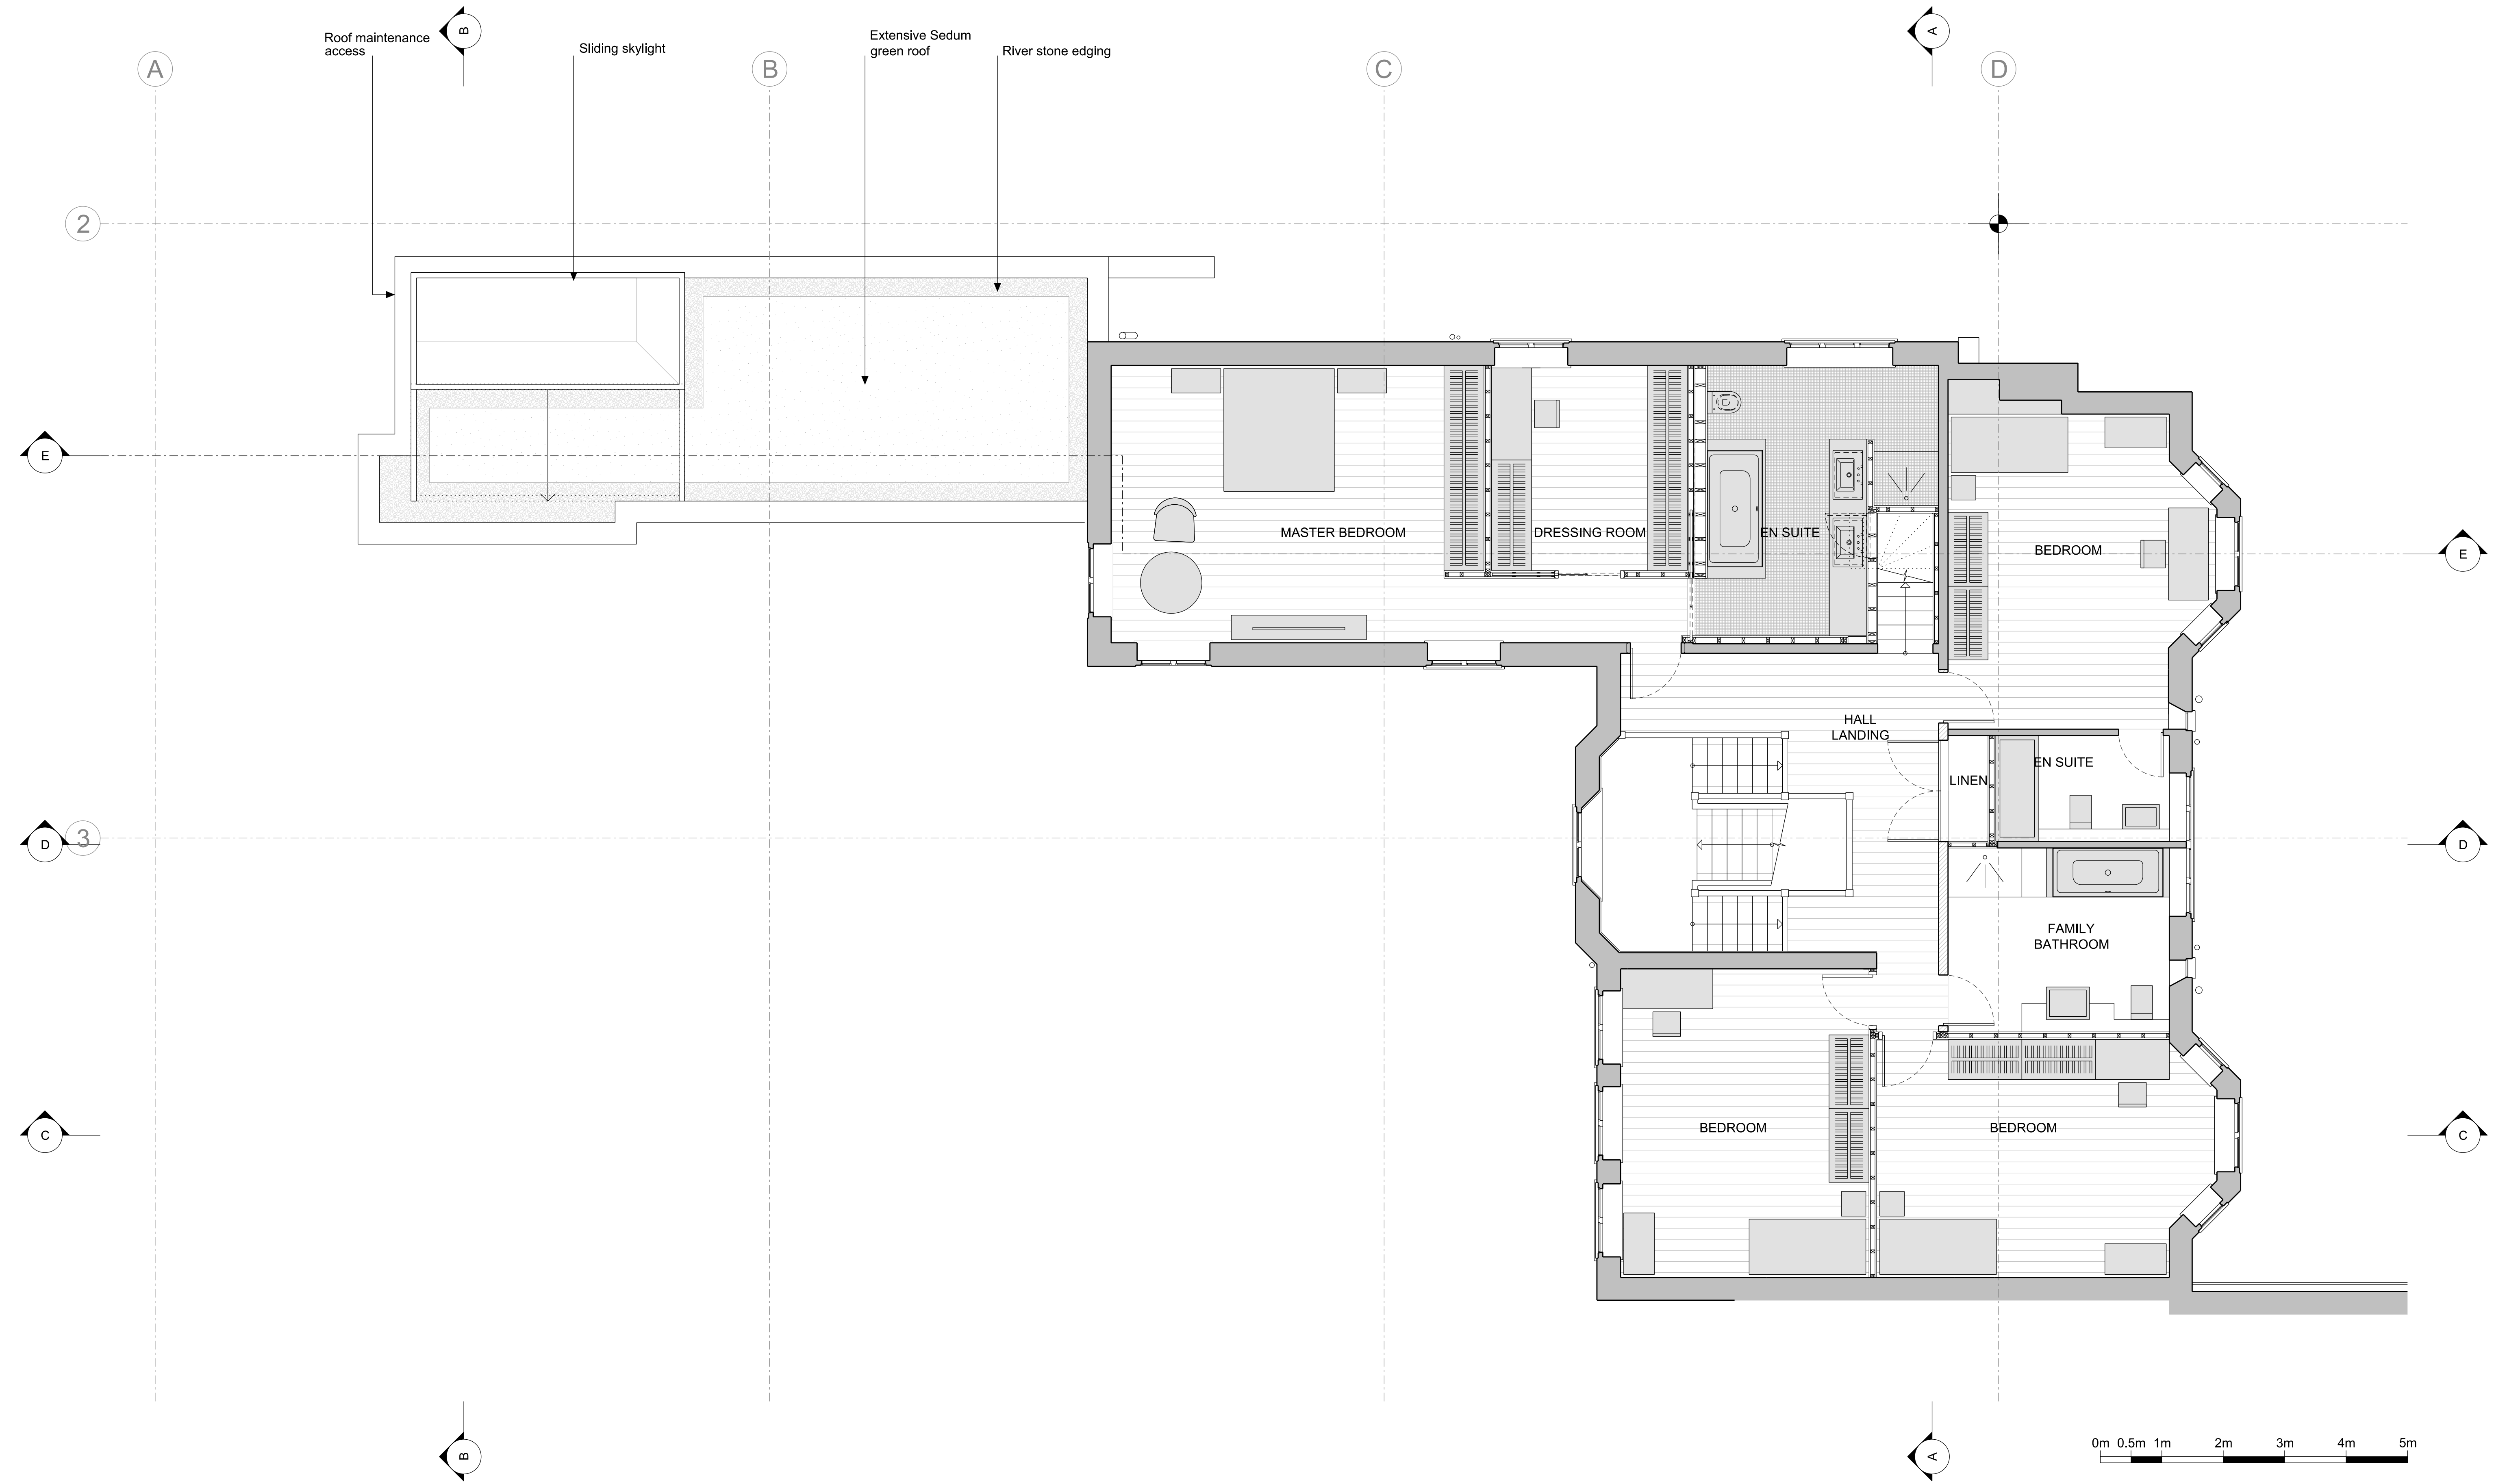 B
A
Roof maintenance
access
Sliding skylight
Extensive Sedum
green roof
River stone edging
A
B
C
D
2
E
MASTER BEDROOM
DRESSING ROOM
EN SUITE
BEDROOM
E
HALL
LANDING
LINEN
EN SUITE
D
3
D
FAMILY
BATHROOM
C
BEDROOM
BEDROOM
C
B
A
0m 0.5m 1m 2m 3m 4m 5m